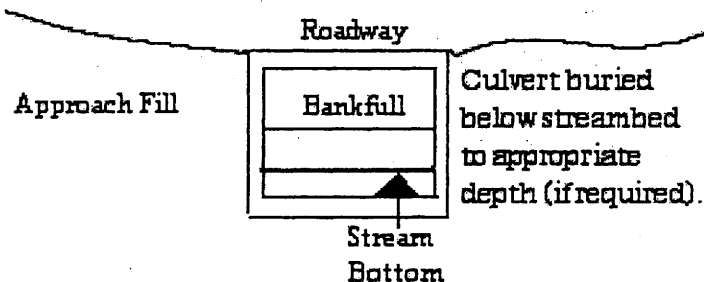 Roadway
Approach Fill
Bankfull
Culvert buried
below streambed
to appropriate
depth (if required).
Stream
Bottom